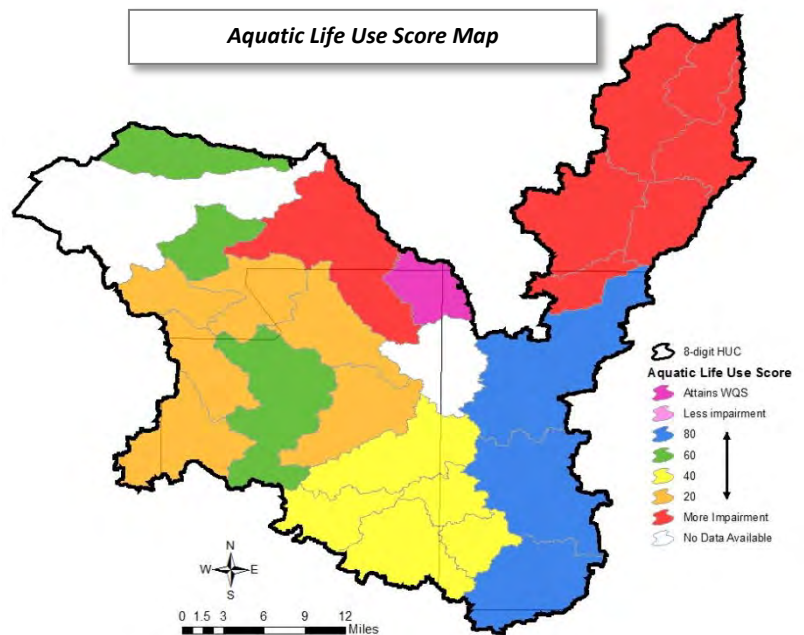 Aquatic Life Use Score Map
8-digit HUC
Aquatic Life Use Score
Attains WQS
Less impairment
80
60
40
20
More Impairment
No Data Available
N
W E
S
0 1.5 3 6 9 12
Miles